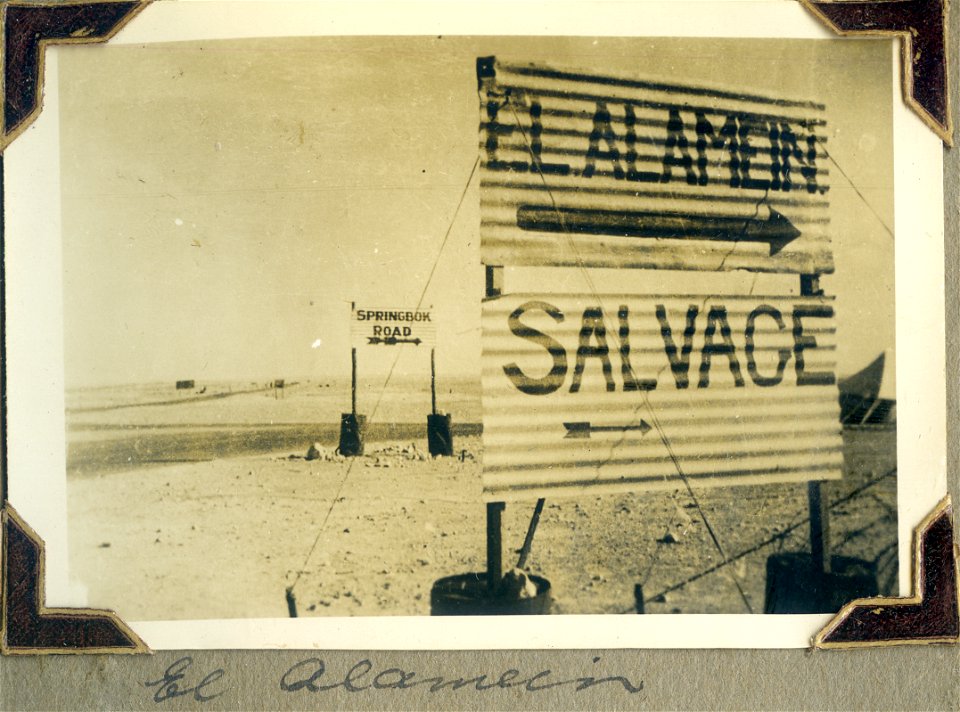 EL ALAMEIN.
SALVAGE
SPRINGBOK
ROAD
El Alamein